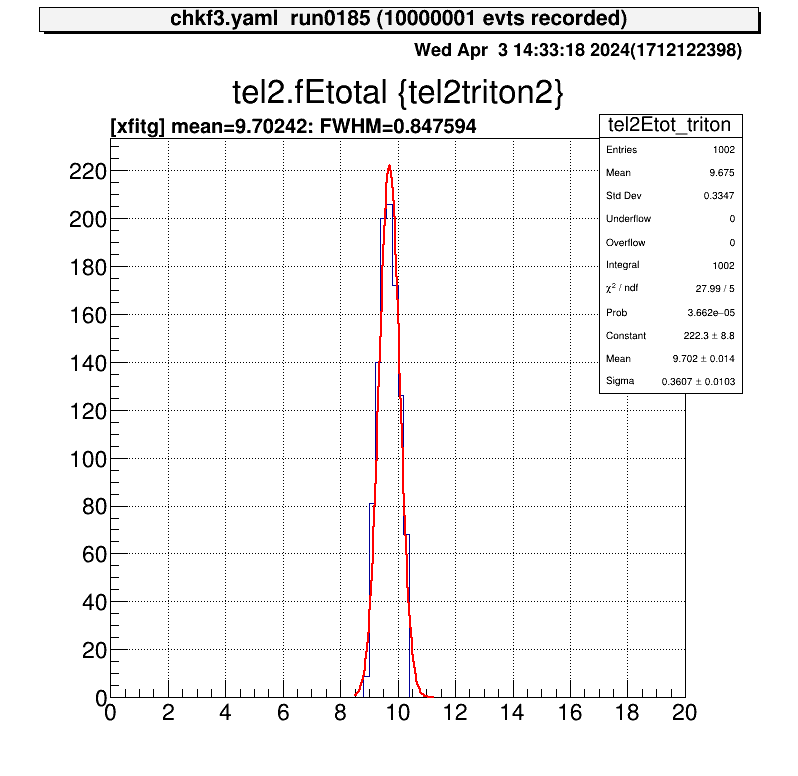 chkf3.yaml  run0185 (10000001 evts recorded)
Wed Apr  3 14:33:18 2024(1712122398)
tel2.fEtotal {tel2triton2}
[xfitg] mean=9.70242: FWHM=0.847594
tel2Etot_triton
Entries 1002
Mean 9.675
Std Dev 0.3347
Underflow 0
Overflow 0
Integral 1002
χ² / ndf 27.99 / 5
Prob 3.662e−05
Constant 222.3 ± 8.8
Mean 9.702 ± 0.014
Sigma 0.3607 ± 0.0103
220
200
180
160
140
120
100
80
60
40
20
0
0 2 4 6 8 10 12 14 16 18 20